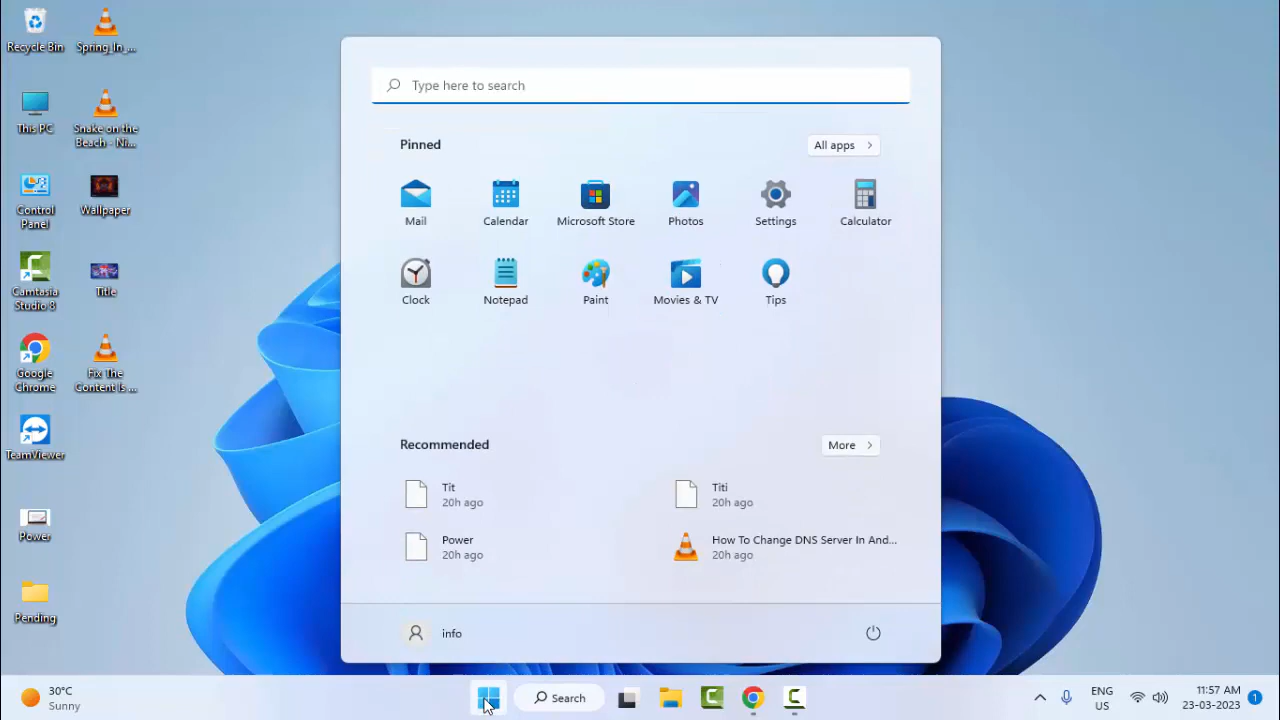 Recycle Bin
Spring_In_...
This PC
Snake on the
Beach - Ni...
Control
Panel
Wallpaper
Camtasia
Studio 8
Title
Google
Chrome
Fix The
Content Is ...
TeamViewer
Power
Pending
Type here to search
Pinned
All apps
Mail
Calendar
Microsoft Store
Photos
Settings
Calculator
Clock
Notepad
Paint
Movies & TV
Tips
Recommended
More
Tit
20h ago
Titi
20h ago
Power
20h ago
How To Change DNS Server In And...
20h ago
info
30°C
Sunny
Search
ENG
US
11:57 AM
23-03-2023
1